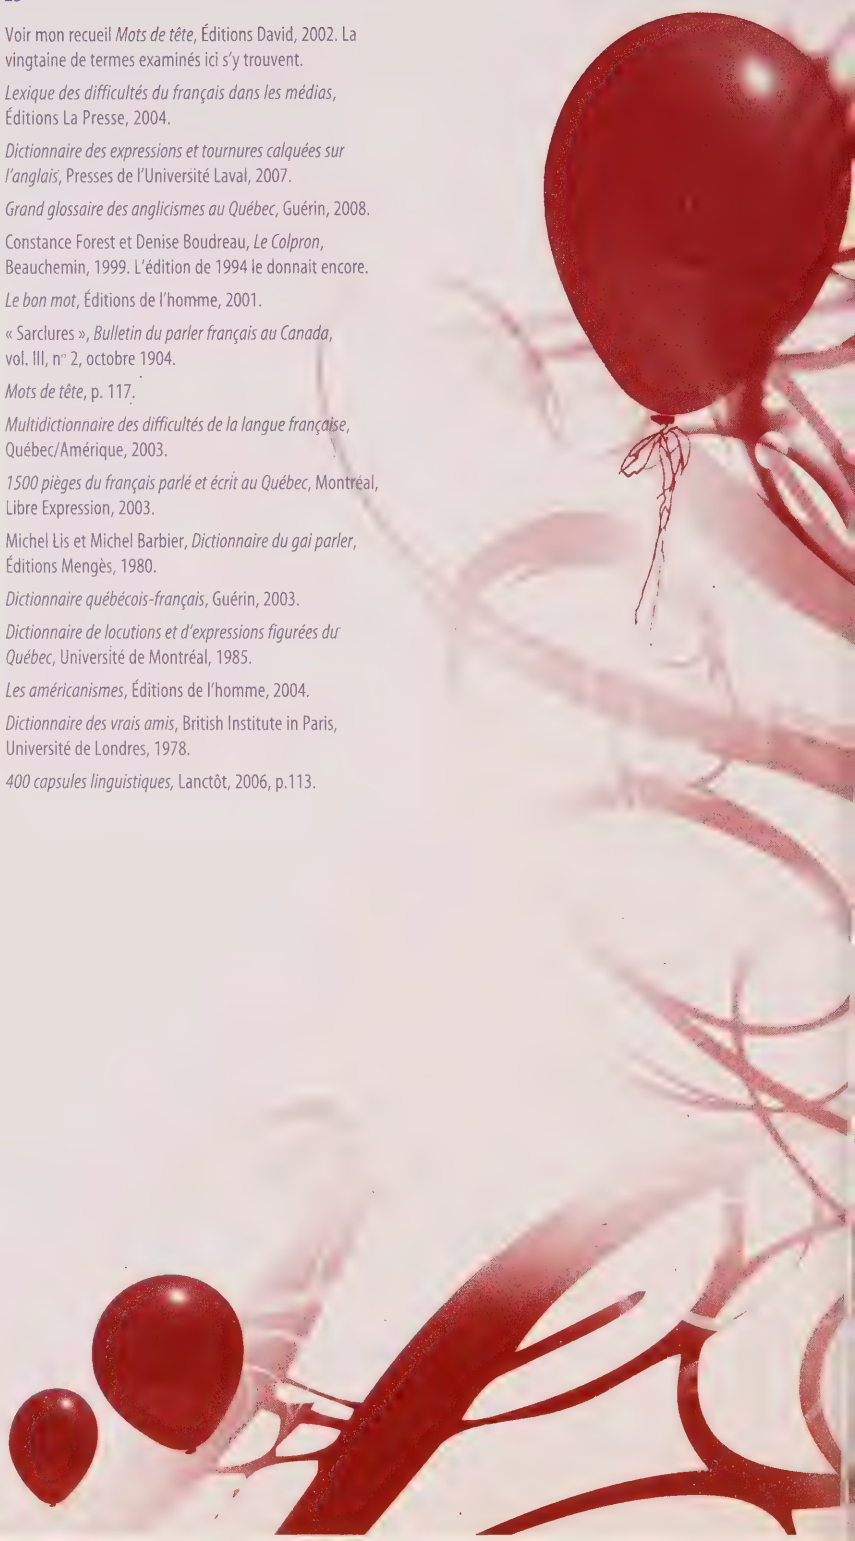 Voir mon recueil Mots de tête, Éditions David, 2002. La
vingtaine de termes examinés ici s'y trouvent.
Lexique des difficultés du français dans les médias,
Éditions La Presse, 2004.
Dictionnaire des expressions et tournures calquées sur
l'anglais, Presses de l'Université Laval, 2007.
Grand glossaire des anglicismes au Québec, Guérin, 2008.
Constance Forest et Denise Boudreau, Le Colpron,
Beauchemin, 1999. L'édition de 1994 le donnait encore.
Le bon mot, Éditions de l'homme, 2001.
« Sarclures », Bulletin du parler français au Canada,
vol. III, nº 2, octobre 1904.
Mots de tête, p. 117.
Multidictionnaire des difficultés de la langue française,
Québec/Amérique, 2003.
1500 pièges du français parlé et écrit au Québec, Montréal,
Libre Expression, 2003.
Michel Lis et Michel Barbier, Dictionnaire du gai parler,
Éditions Mengès, 1980.
Dictionnaire québécois-français, Guérin, 2003.
Dictionnaire de locutions et d'expressions figurées du
Québec, Université de Montréal, 1985.
Les américanismes, Éditions de l'homme, 2004.
Dictionnaire des vrais amis, British Institute in Paris,
Université de Londres, 1978.
400 capsules linguistiques, Lanctôt, 2006, p.113.